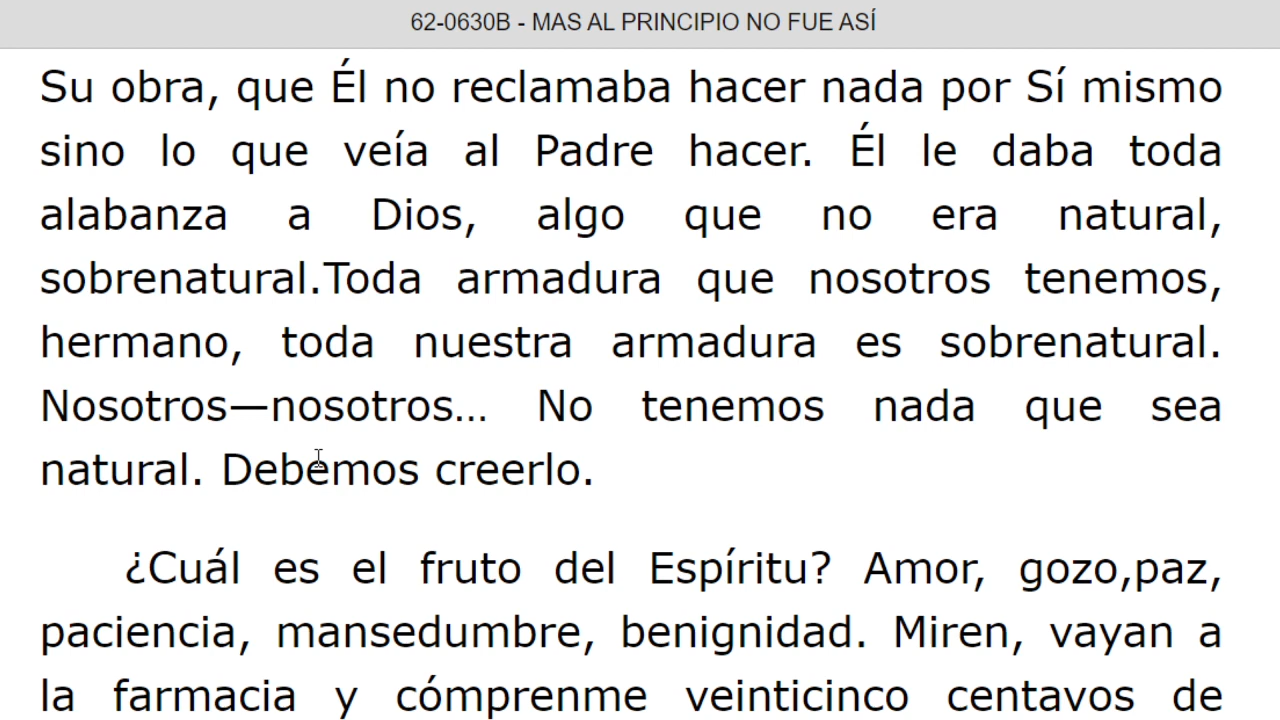 62-0630B - MAS AL PRINCIPIO NO FUE ASÍ
Su obra, que Él no reclamaba hacer nada por Sí mismo
sino lo que veía al Padre hacer. Él le daba toda
alabanza a Dios, algo que no era natural,
sobrenatural.Toda armadura que nosotros tenemos,
hermano, toda nuestra armadura es sobrenatural.
Nosotros—nosotros… No tenemos nada que sea
natural. Debemos creerlo.
¿Cuál es el fruto del Espíritu? Amor, gozo,paz,
paciencia, mansedumbre, benignidad. Miren, vayan a
la farmacia y cómprenme veinticinco centavos de